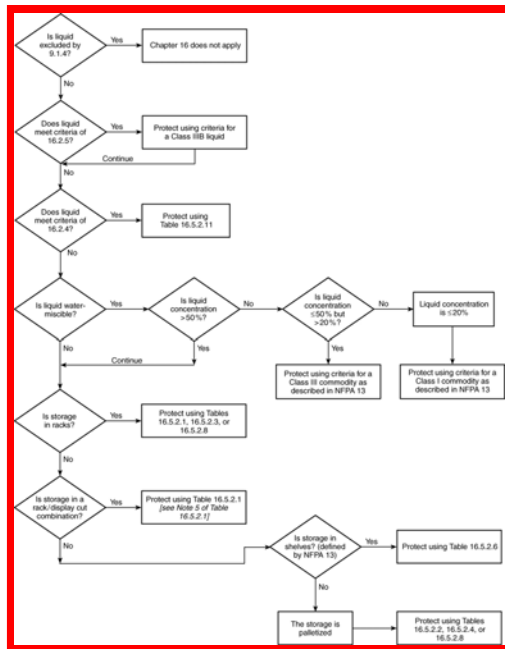 Is liquid
excluded by
9.1.4?
Yes
Chapter 16 does not apply
No
Does liquid
meet criteria of
16.2.5?
Yes
Protect using criteria for
a Class IIIB liquid
Continue
No
Does liquid
meet criteria of
16.2.4?
Yes
Protect using
Table 16.5.2.11
No
Is liquid water-
miscible?
Yes
Is liquid
concentration
>50%?
No
Is liquid
concentration
≤50% but
>20%?
No
Liquid concentration
is ≤20%
No
Continue
Yes
Yes
Protect using criteria for a
Class III commodity as
described in NFPA 13
Protect using criteria for a
Class I commodity as
described in NFPA 13
Is storage
in racks?
Yes
Protect using Tables
16.5.2.1, 16.5.2.3, or
16.5.2.8
No
Is storage in a
rack/display cut
combination?
Yes
Protect using Table 16.5.2.1
[see Note 5 of Table
16.5.2.1]
No
Is storage in
shelves? (defined
by NFPA 13)
Yes
Protect using Table 16.5.2.6
No
The storage is
palletized
Protect using Tables
16.5.2.2, 16.5.2.4, or
16.5.2.8